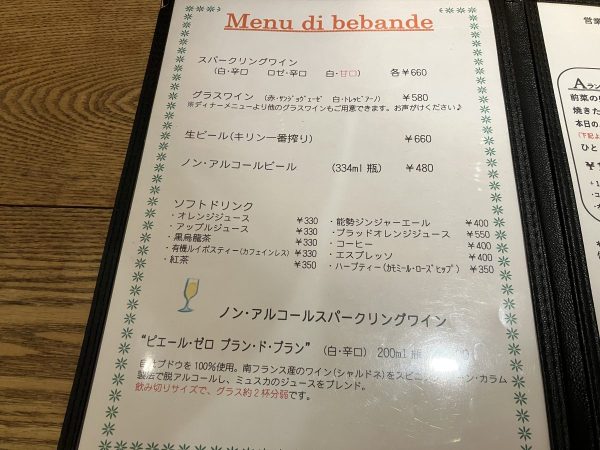 Menu di bebande
スパークリングワイン
(白・辛口 ロゼ・辛口 白・甘口) 各¥660
グラスワイン (赤・サンジョヴェーゼ 白・トレッビアーノ) ¥580
※ディナーメニューより他のグラスワインもご用意できます。お声がけください♪
生ビール(キリン一番搾り) ¥660
ノン・アルコールビール (334ml 瓶) ¥480
ソフトドリンク
・オレンジジュース ¥330
・アップルジュース ¥330
・黒烏龍茶 ¥330
・有機ルイボスティー(カフェインレス) ¥330
・紅茶 ¥350
・能勢ジンジャーエール ¥400
・ブラッドオレンジジュース ¥550
・コーヒー ¥400
・エスプレッソ ¥400
・ハーブティー(カモミール・ローズヒップ) ¥350
ノン・アルコールスパークリングワイン
“ピエール・ゼロ ブラン・ド・ブラン” (白・辛口) 200ml 瓶
ブドウを100%使用。南フランス産のワイン(シャルドネ)をスピニ・カラム
製法で脱アルコールし、ミュスカのジュースをブレンド。
飲み切りサイズで、グラス約2杯分弱です。
営業
Aラン
前菜の
焼きた
本日の
(下記よ
ひと